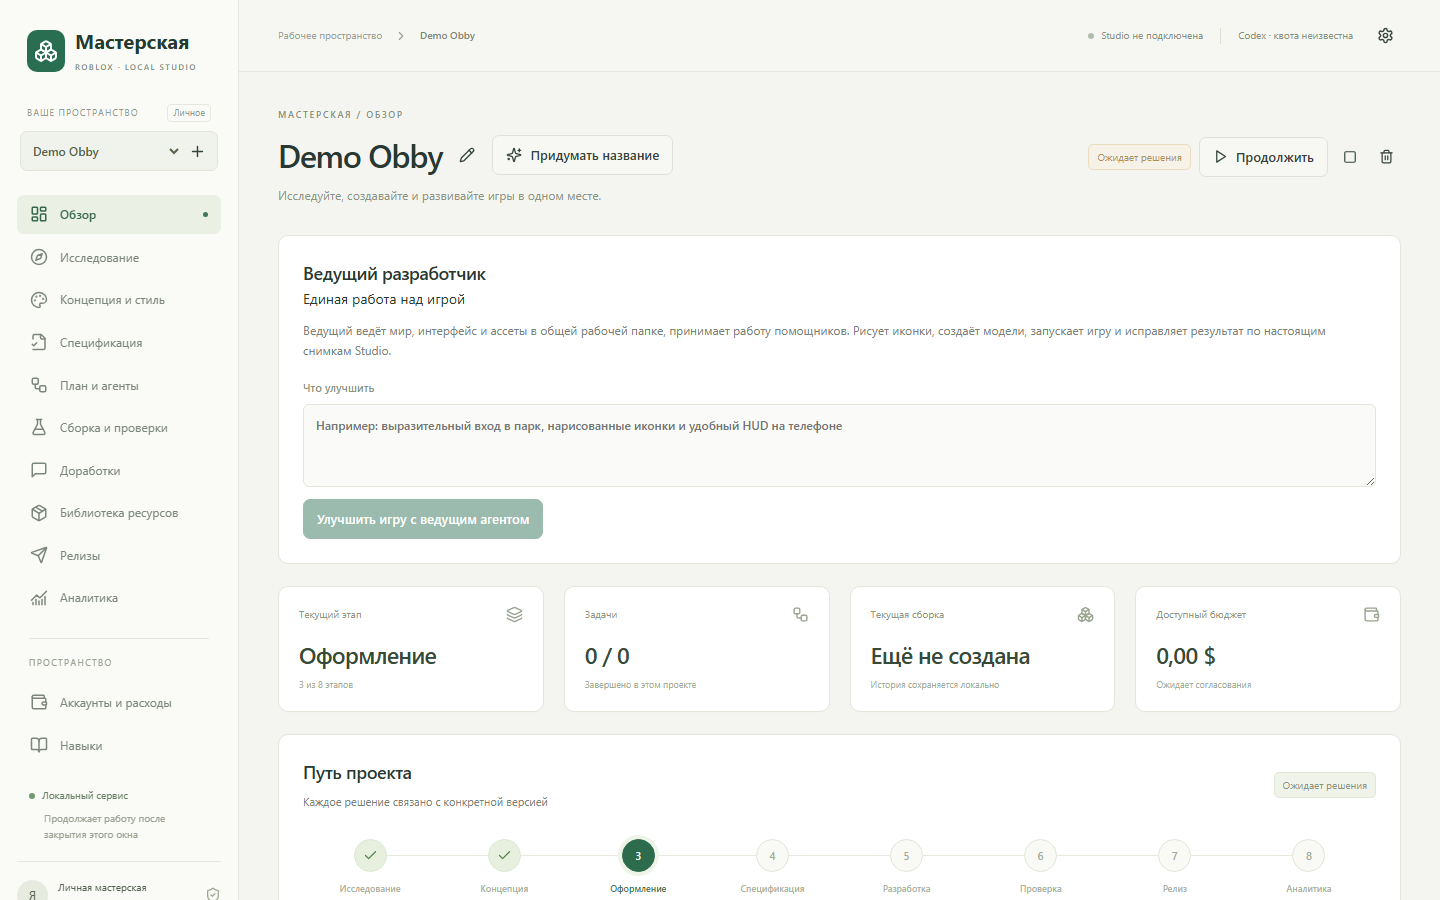 Мастерская
ROBLOX · LOCAL STUDIO
ВАШЕ ПРОСТРАНСТВО
Личное
Demo Obby
Обзор
Исследование
Концепция и стиль
Спецификация
План и агенты
Сборка и проверки
Доработки
Библиотека ресурсов
Релизы
Аналитика
ПРОСТРАНСТВО
Аккаунты и расходы
Навыки
Локальный сервис
Продолжает работу после
закрытия этого окна
Я
Личная мастерская
Рабочее пространство
Demo Obby
Studio не подключена
Codex · квота неизвестна
МАСТЕРСКАЯ / ОБЗОР
Demo Obby
Придумать название
Ожидает решения
Продолжить
Исследуйте, создавайте и развивайте игры в одном месте.
Ведущий разработчик
Единая работа над игрой
Ведущий ведёт мир, интерфейс и ассеты в общей рабочей папке, принимает работу помощников. Рисует иконки, создаёт модели, запускает игру и исправляет результат по настоящим
снимкам Studio.
Что улучшить
Например: выразительный вход в парк, нарисованные иконки и удобный HUD на телефоне
Улучшить игру с ведущим агентом
Текущий этап
Оформление
3 из 8 этапов
Задачи
0 / 0
Завершено в этом проекте
Текущая сборка
Ещё не создана
История сохраняется локально
Доступный бюджет
0,00 $
Ожидает согласования
Путь проекта
Каждое решение связано с конкретной версией
Ожидает решения
3
4
5
6
7
8
Исследование
Концепция
Оформление
Спецификация
Разработка
Проверка
Релиз
Аналитика